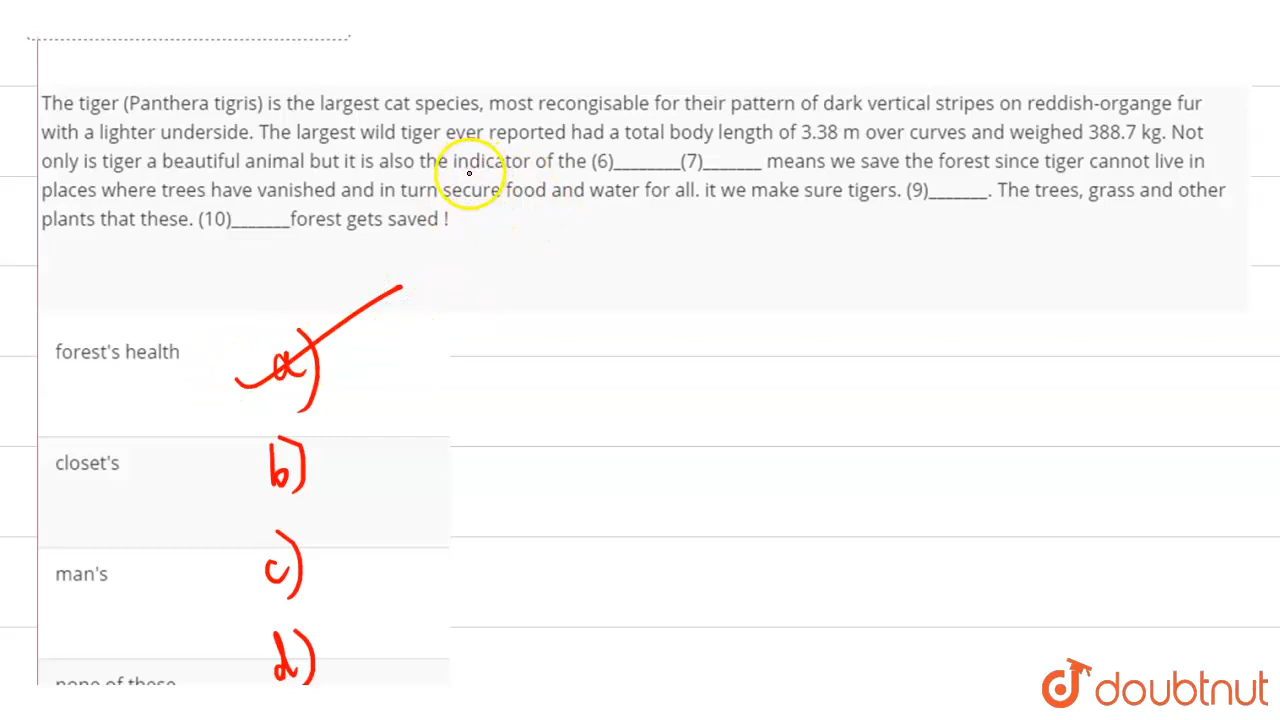 The tiger (Panthera tigris) is the largest cat species, most recongisable for their pattern of dark vertical stripes on reddish-organge fur
with a lighter underside. The largest wild tiger ever reported had a total body length of 3.38 m over curves and weighed 388.7 kg. Not
only is tiger a beautiful animal but it is also the indicator of the (6)________(7)_______ means we save the forest since tiger cannot live in
places where trees have vanished and in turn secure food and water for all. it we make sure tigers. (9)_______. The trees, grass and other
plants that these. (10)_______forest gets saved !
forest's health a)
closet's b)
man's c)
none of these d)
doubtnut